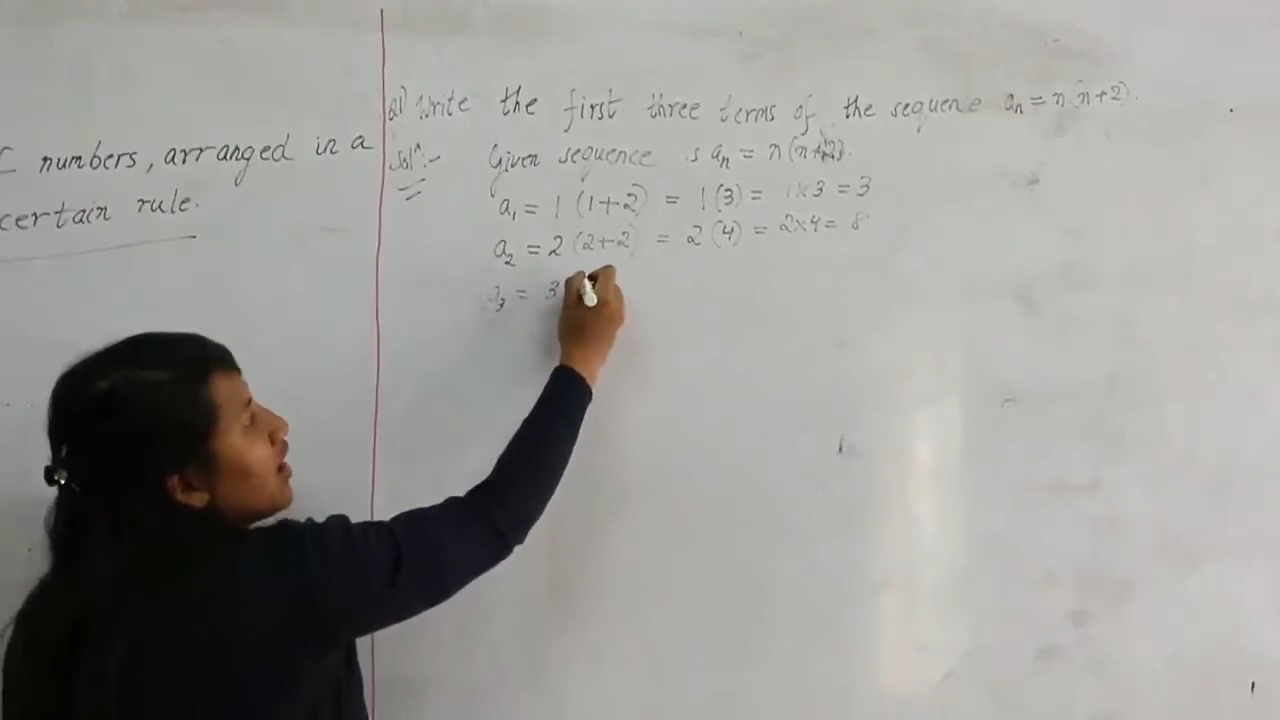 numbers, arranged in a
certain rule.
Q1) Write the first three terms of the sequence aₙ = n(n+2).
Solⁿ:- Given sequence is aₙ = n(n+2).
a₁ = 1 (1+2) = 1(3) = 1×3 = 3
a₂ = 2 (2+2) = 2(4) = 2×4 = 8
a₃ = 3